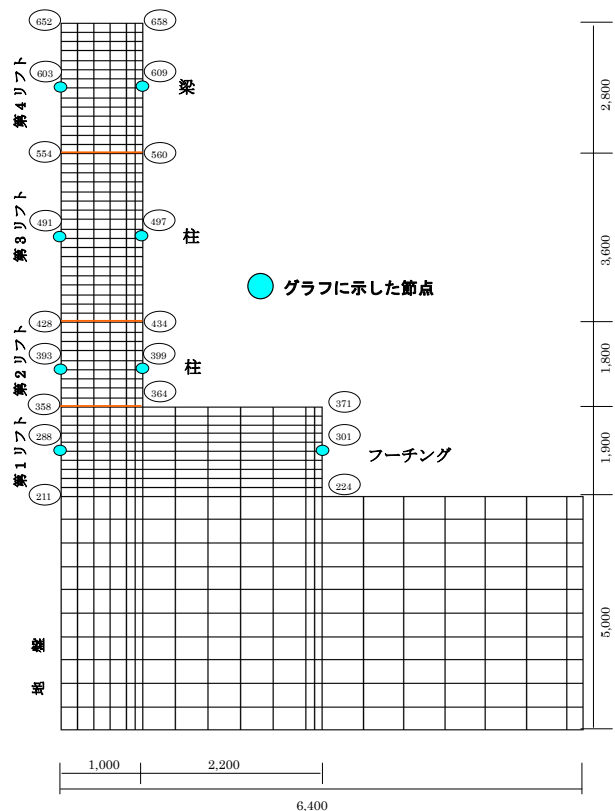 652
658
603
609
梁
第4リフト
2,800
554
560
491
497
柱
第3リフト
3,600
グラフに示した節点
428
434
393
399
柱
第2リフト
1,800
364
358
371
288
301
フーチング
第1リフト
1,900
211
224
地盤
5,000
1,000
2,200
6,400